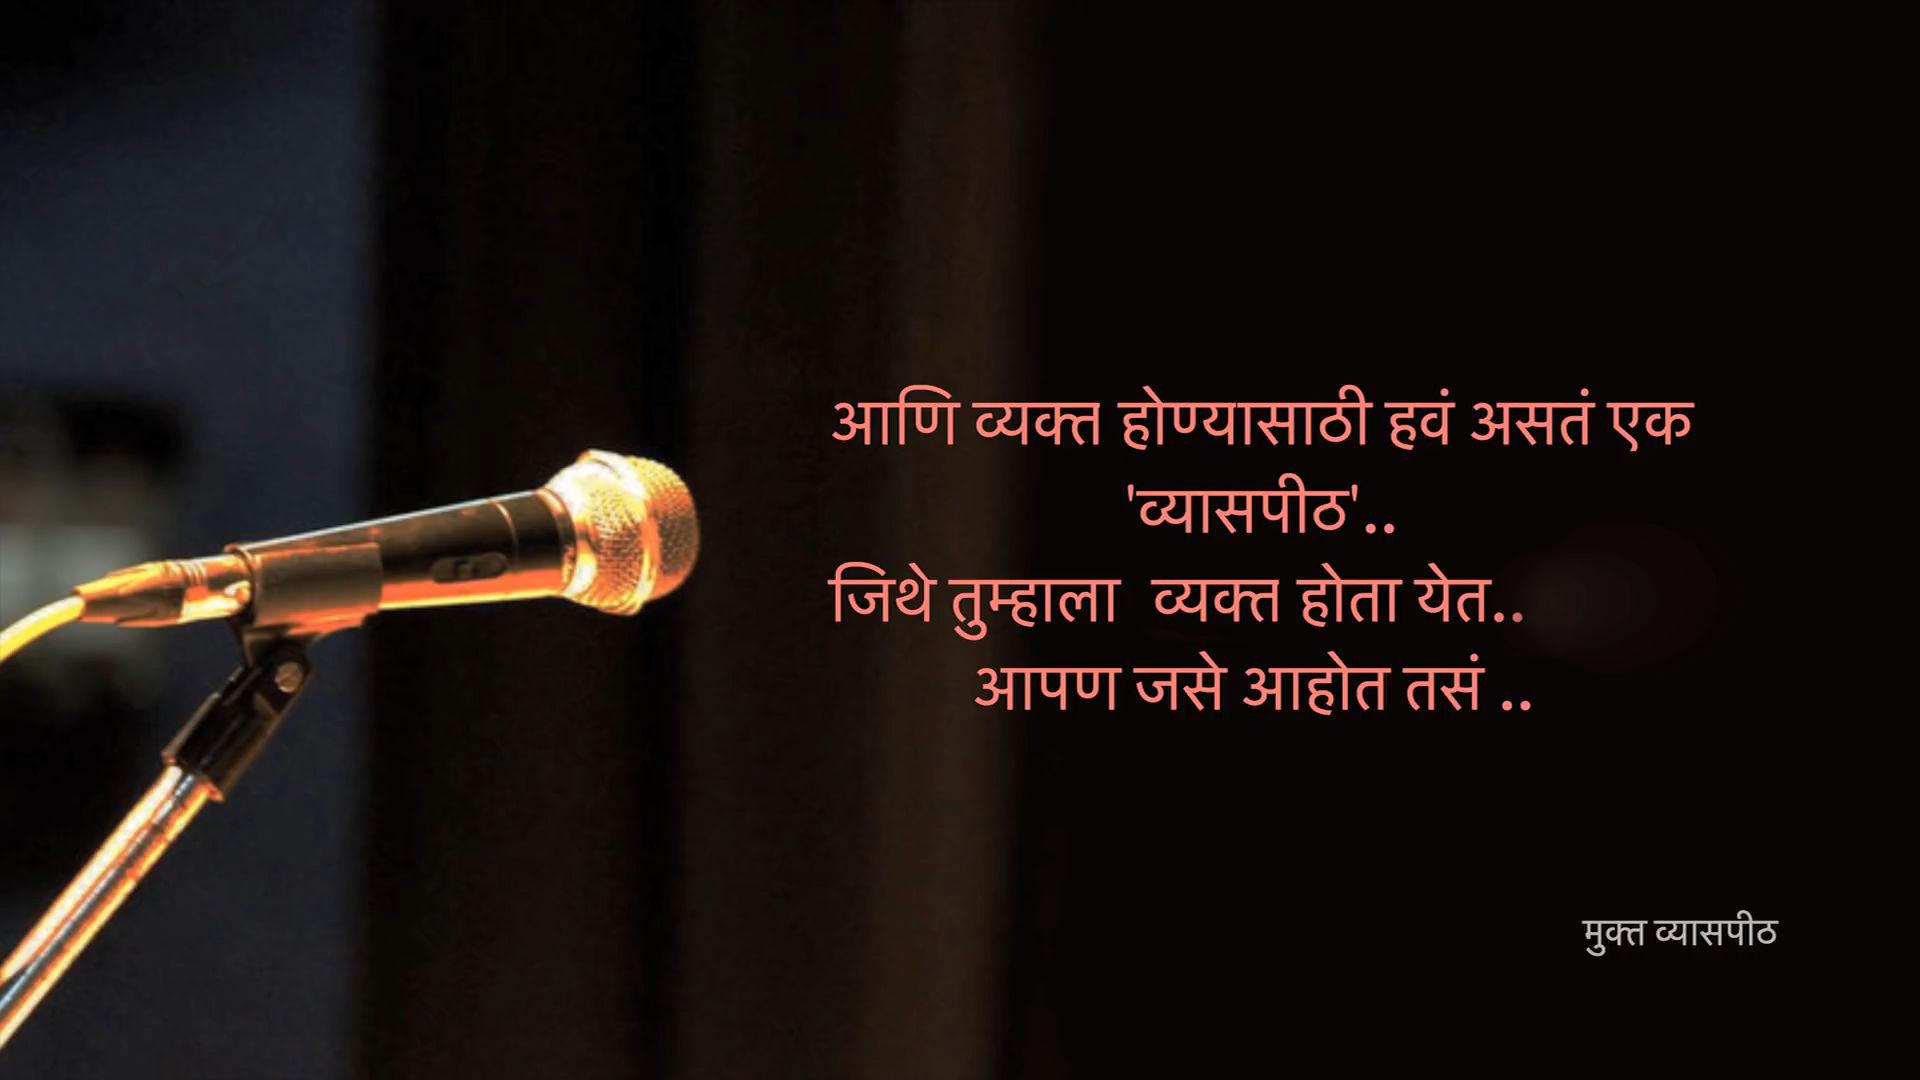 आणि व्यक्त होण्यासाठी हवं असतं एक
'व्यासपीठ'..
जिथे तुम्हाला  व्यक्त होता येत..
आपण जसे आहोत तसं ..
मुक्त व्यासपीठ